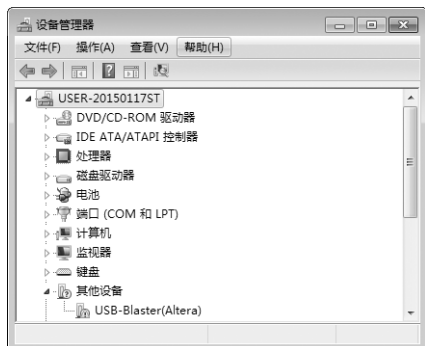 设备管理器
文件(F) 操作(A) 查看(V) 帮助(H)
USER-20150117ST
DVD/CD-ROM 驱动器
IDE ATA/ATAPI 控制器
处理器
磁盘驱动器
电池
端口 (COM 和 LPT)
计算机
监视器
键盘
其他设备
USB-Blaster(Altera)